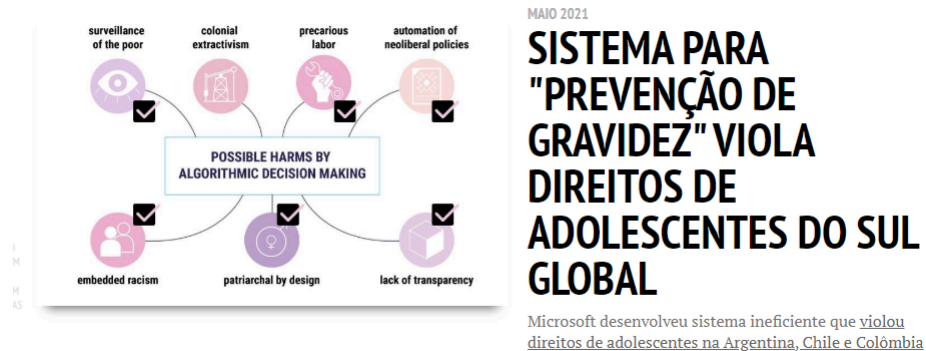 surveillance
of the poor
colonial
extractivism
precarious
labor
automation of
neoliberal policies
POSSIBLE HARMS BY
ALGORITHMIC DECISION MAKING
embedded racism
patriarchal by design
lack of transparency
MAIO 2021
SISTEMA PARA
"PREVENÇÃO DE
GRAVIDEZ" VIOLA
DIREITOS DE
ADOLESCENTES DO SUL
GLOBAL
Microsoft desenvolveu sistema ineficiente que violou
direitos de adolescentes na Argentina, Chile e Colômbia